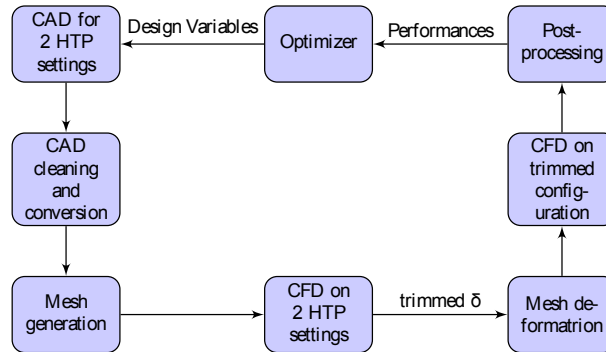 CAD for
2 HTP
settings
Design Variables
Optimizer
Performances
Post-
processing
CAD
cleaning
and
conversion
CFD on
trimmed
config-
uration
Mesh
generation
CFD on
2 HTP
settings
trimmed δ
Mesh de-
formatrion